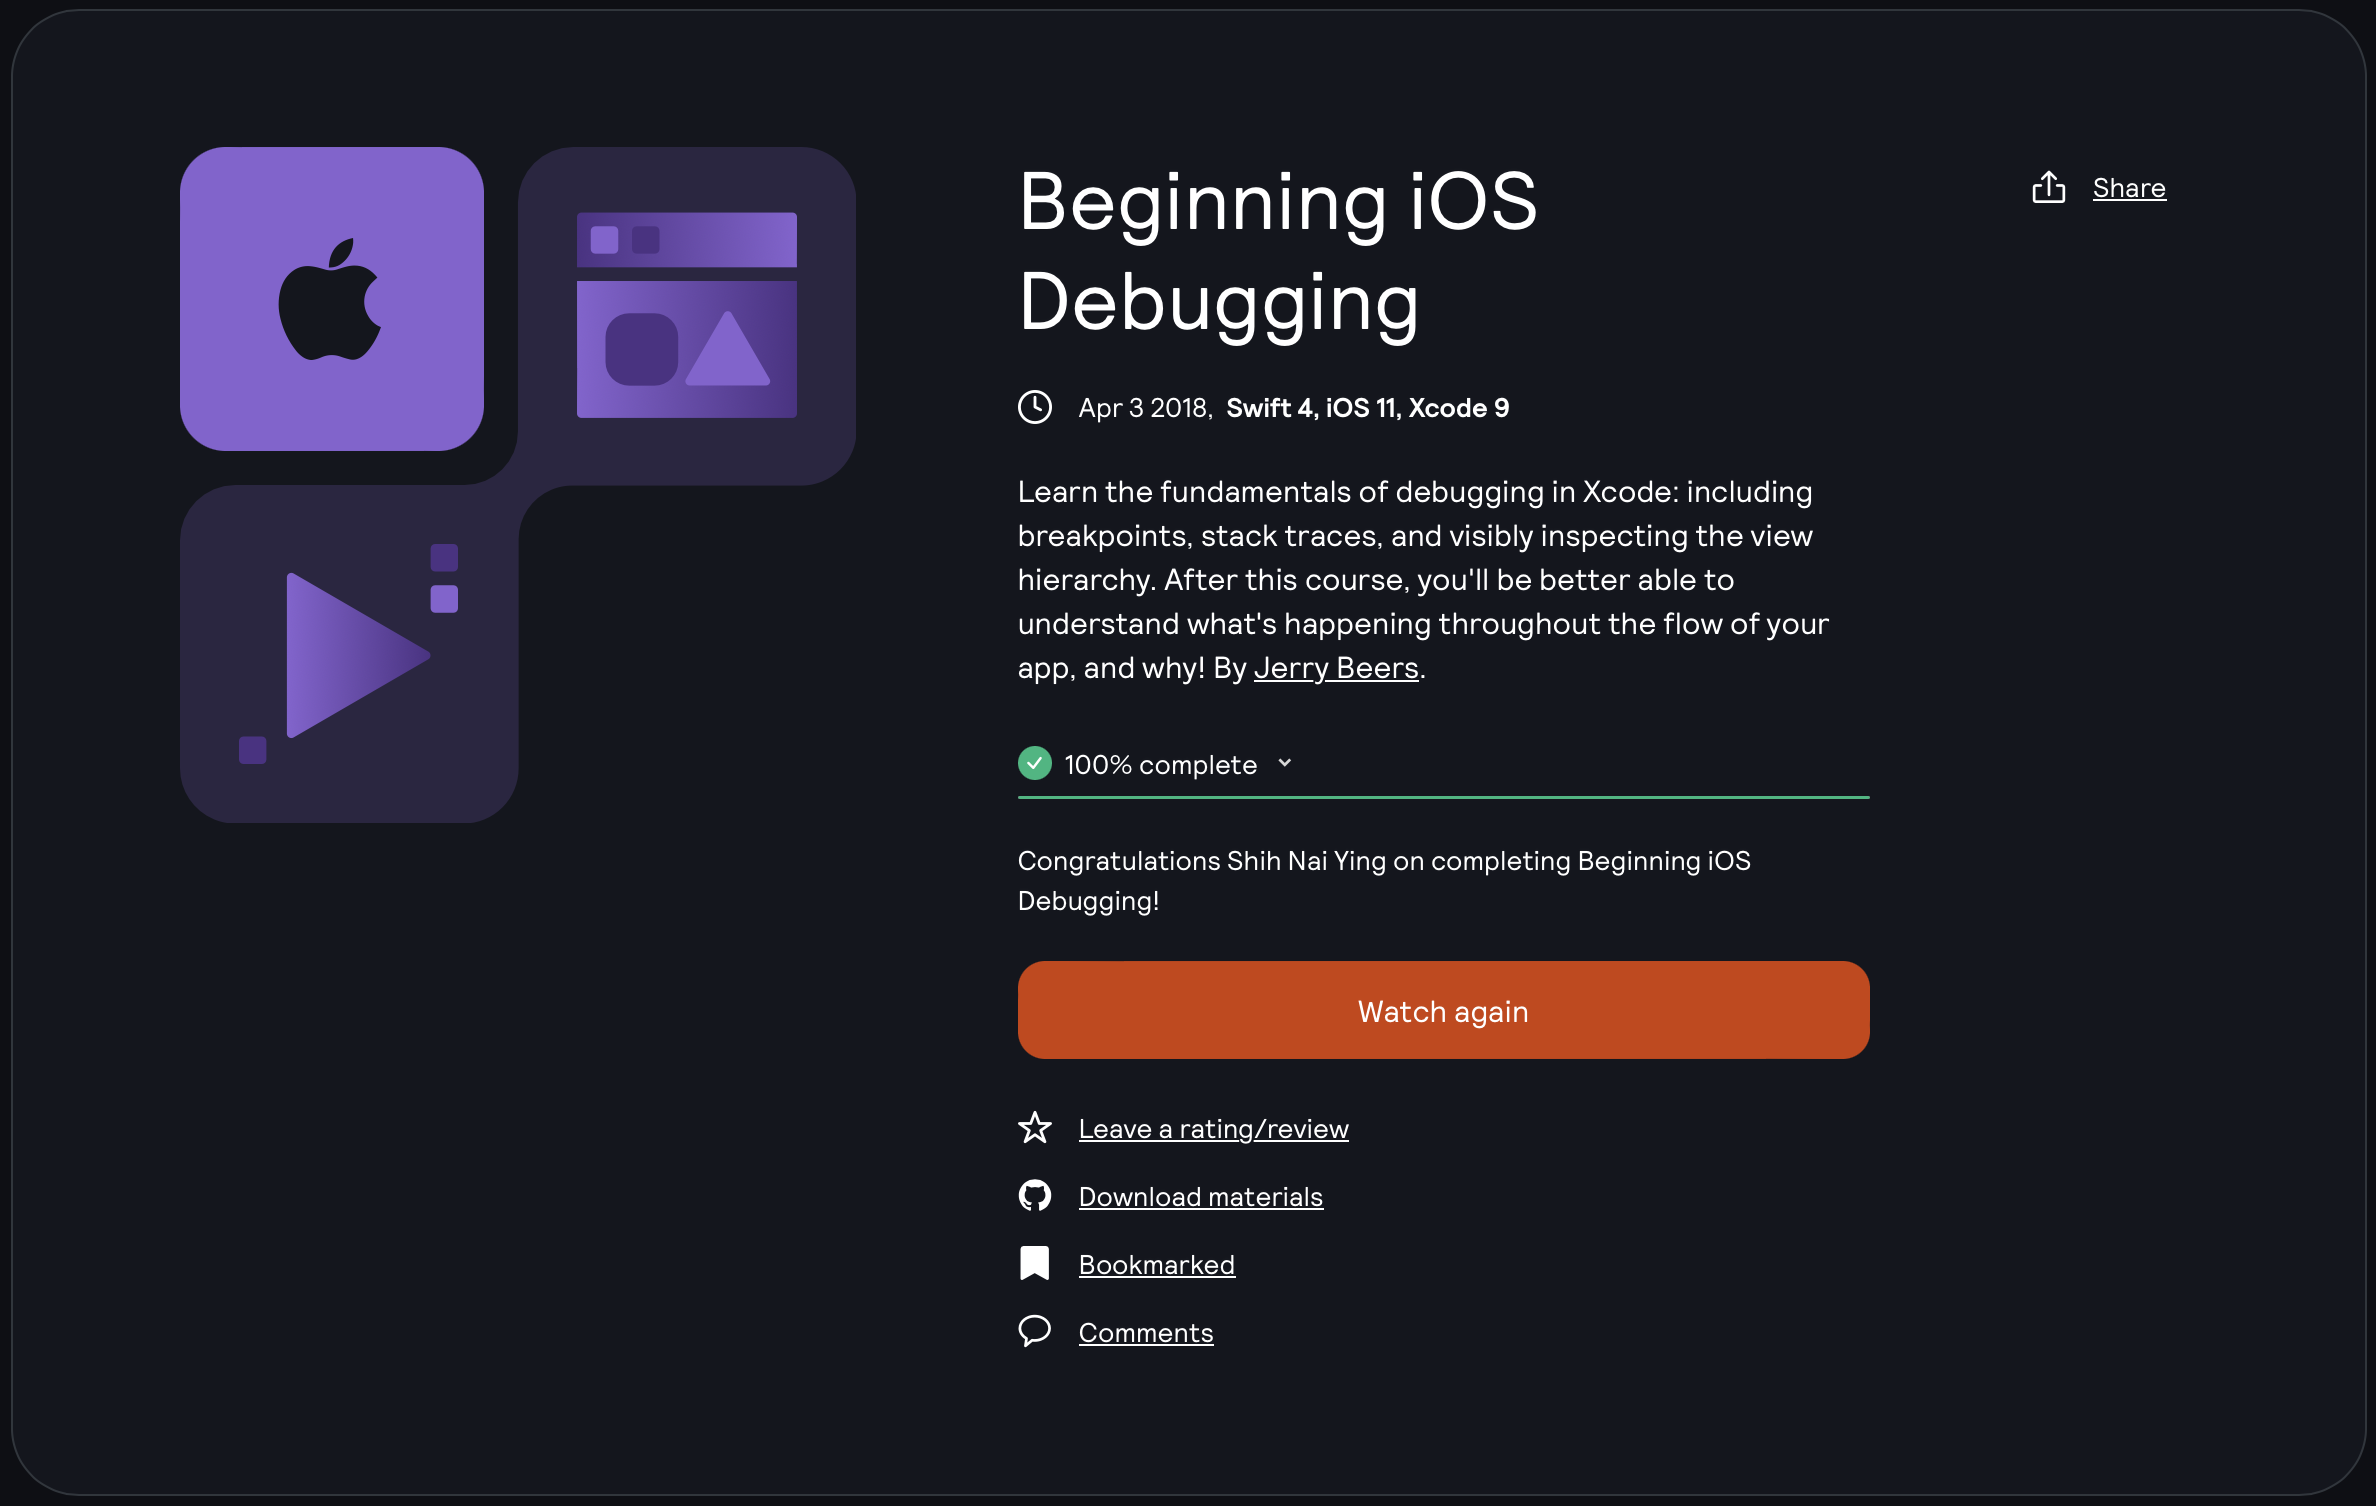 Beginning iOS
Debugging
Share
Apr 3 2018, Swift 4, iOS 11, Xcode 9
Learn the fundamentals of debugging in Xcode: including
breakpoints, stack traces, and visibly inspecting the view
hierarchy. After this course, you'll be better able to
understand what's happening throughout the flow of your
app, and why! By Jerry Beers.
100% complete
Congratulations Shih Nai Ying on completing Beginning iOS
Debugging!
Watch again
Leave a rating/review
Download materials
Bookmarked
Comments